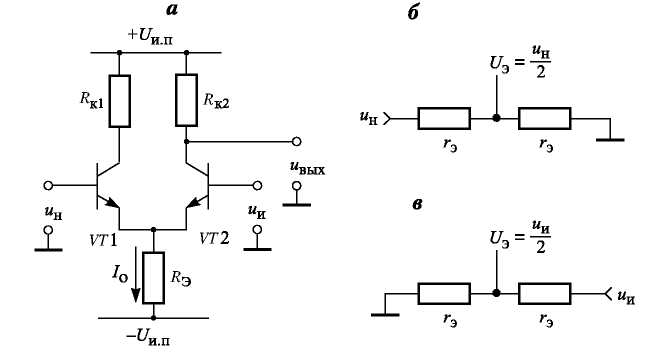 а
+Uи.п
Rк1
Rк2
uвых
uн
uи
VT1
VT2
Iо
RЭ
−Uи.п
б
Uэ = uн/2
uн
rэ
rэ
в
Uэ = uи/2
uи
rэ
rэ